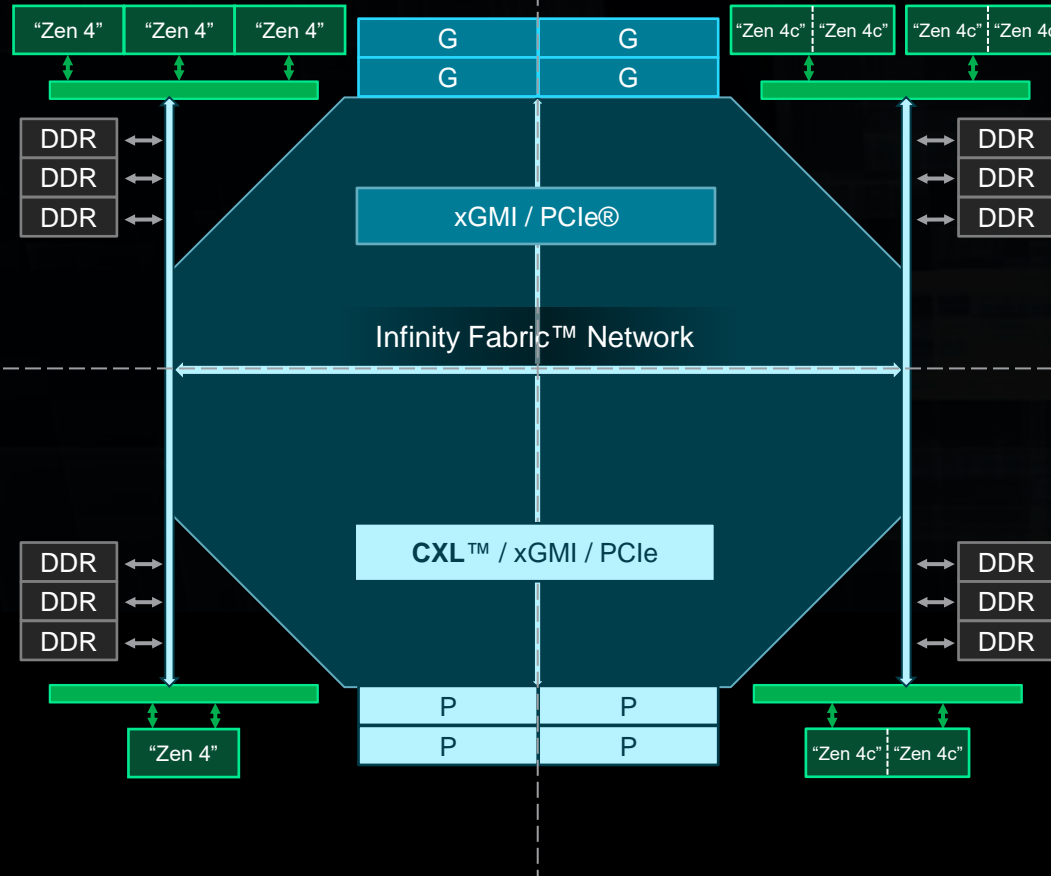 “Zen 4” “Zen 4” “Zen 4”
G G
G G
“Zen 4c” “Zen 4c” “Zen 4c” “Zen 4c
DDR
DDR
DDR
xGMI / PCIe®
DDR
DDR
DDR
Infinity Fabric™ Network
DDR
DDR
DDR
CXL™ / xGMI / PCIe
DDR
DDR
DDR
P P
P P
“Zen 4”
“Zen 4c” “Zen 4c”